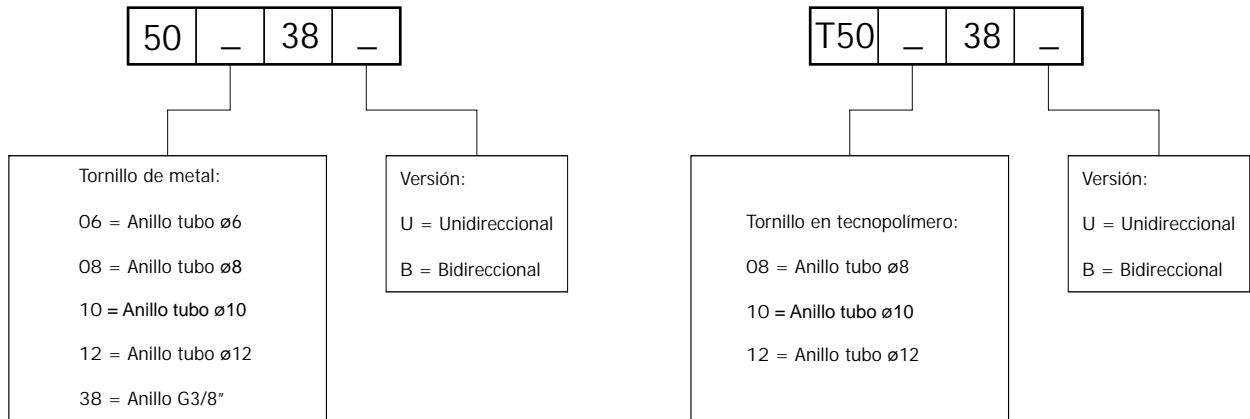 50 _ 38 _
Tornillo de metal:
06 = Anillo tubo ø6
08 = Anillo tubo ø8
10 = Anillo tubo ø10
12 = Anillo tubo ø12
38 = Anillo G3/8"
Versión:
U = Unidireccional
B = Bidireccional
T50 _ 38 _
Tornillo en tecnopolímero:
08 = Anillo tubo ø8
10 = Anillo tubo ø10
12 = Anillo tubo ø12
Versión:
U = Unidireccional
B = Bidireccional